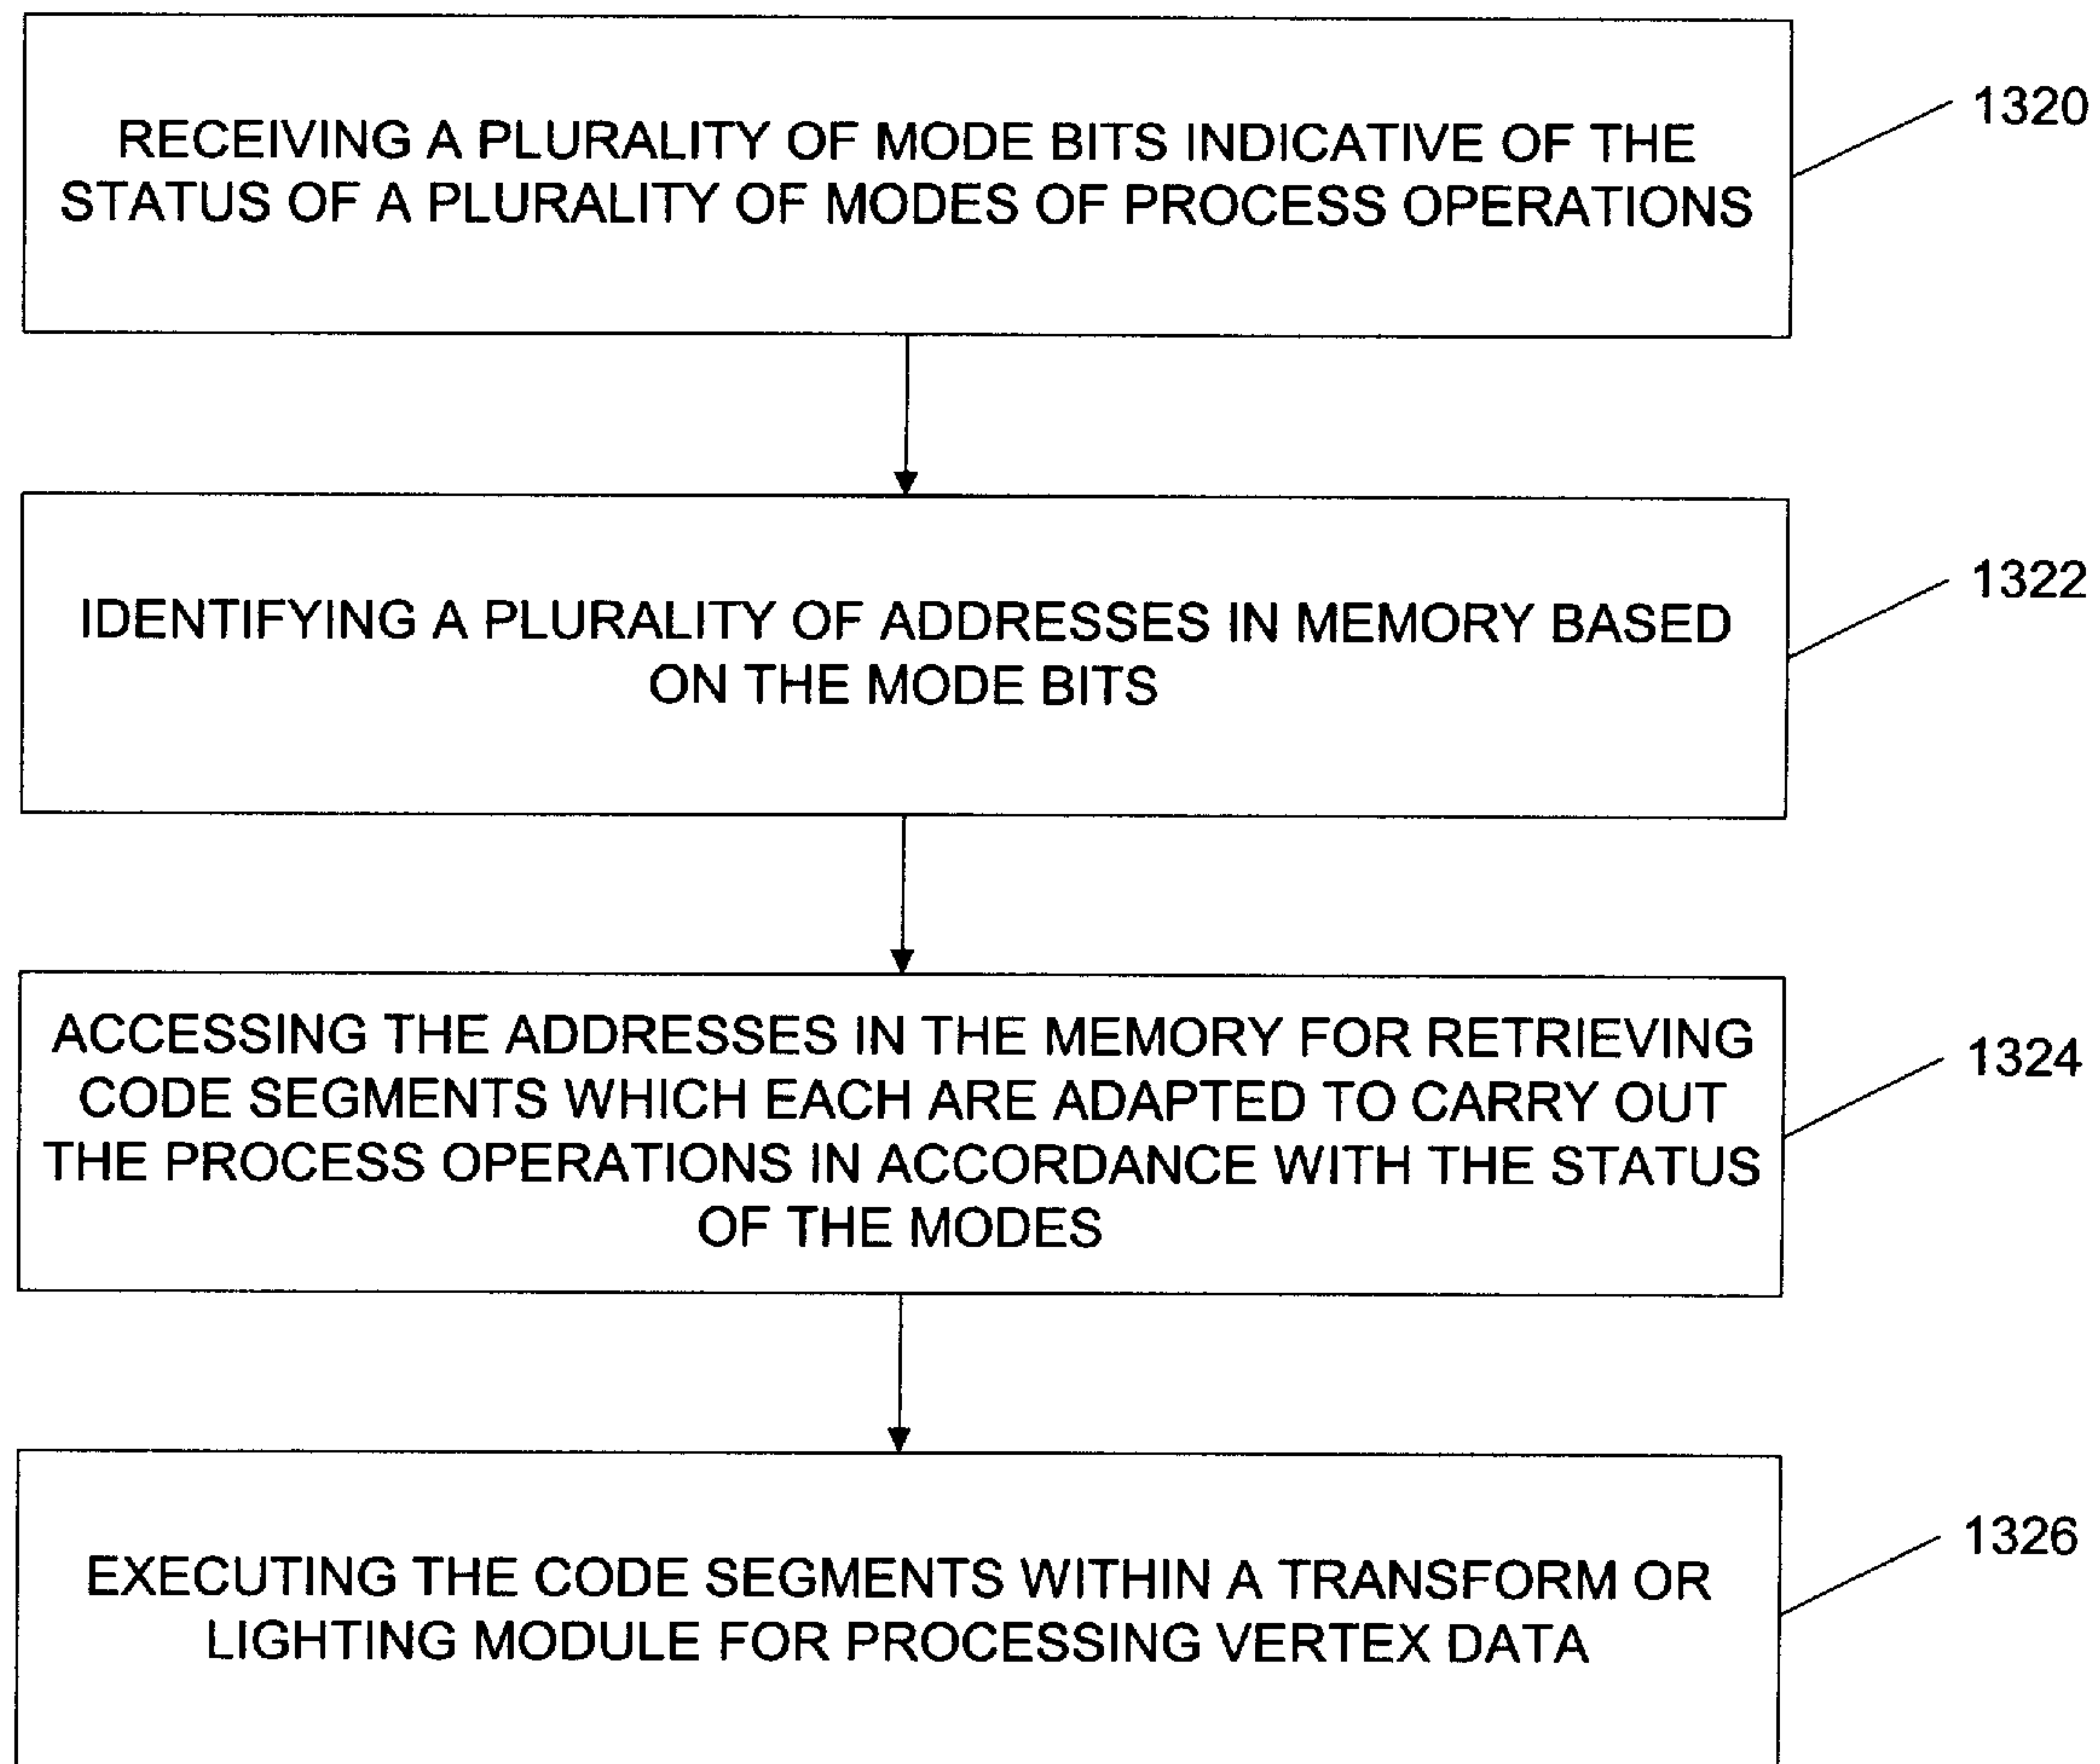 RECEIVING A PLURALITY OF MODE BITS INDICATIVE OF THE
STATUS OF A PLURALITY OF MODES OF PROCESS OPERATIONS
1320
IDENTIFYING A PLURALITY OF ADDRESSES IN MEMORY BASED
ON THE MODE BITS
1322
ACCESSING THE ADDRESSES IN THE MEMORY FOR RETRIEVING
CODE SEGMENTS WHICH EACH ARE ADAPTED TO CARRY OUT
THE PROCESS OPERATIONS IN ACCORDANCE WITH THE STATUS
OF THE MODES
1324
EXECUTING THE CODE SEGMENTS WITHIN A TRANSFORM OR
LIGHTING MODULE FOR PROCESSING VERTEX DATA
1326